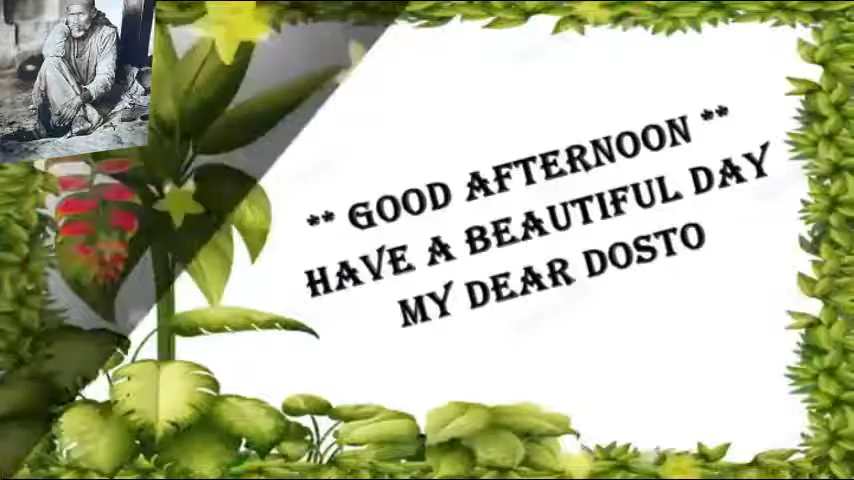 ** GOOD AFTERNOON **
HAVE A BEAUTIFUL DAY
MY DEAR DOSTO